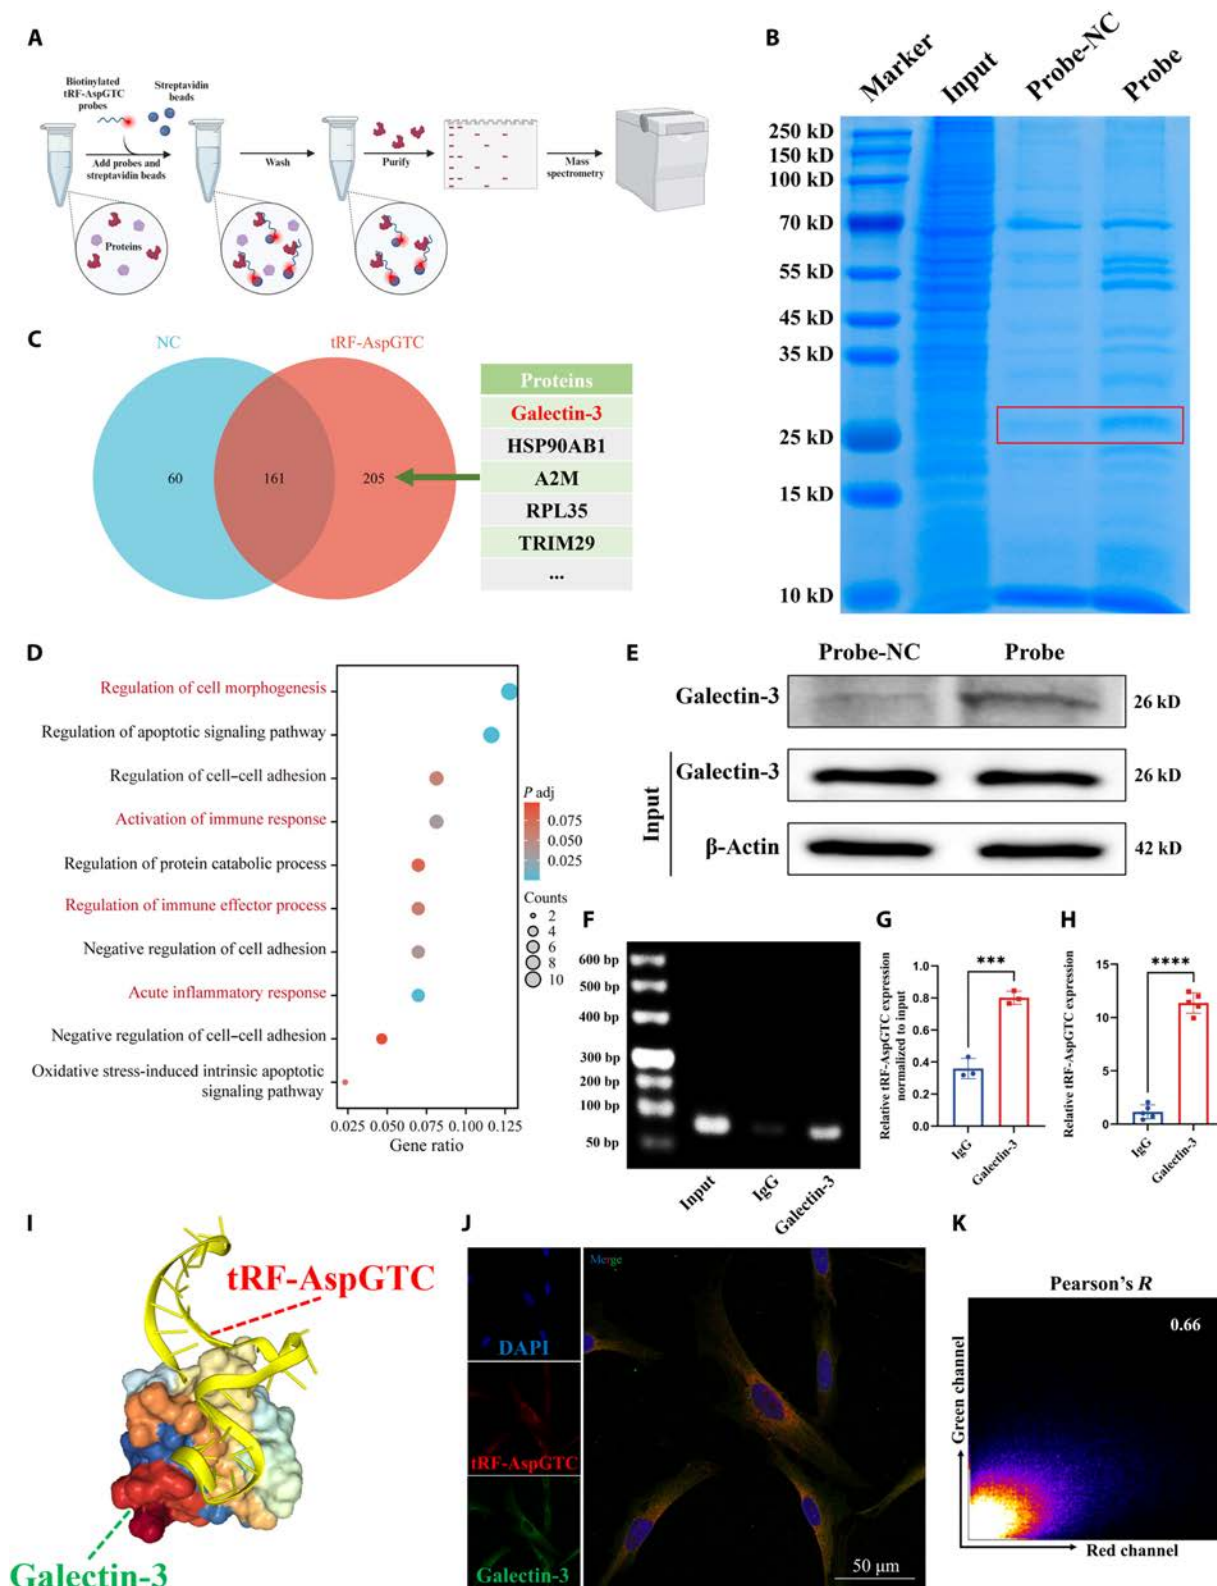 A
Biotinylated
tRF-AspGTC
probes
Streptavidin
beads
Add probes and
streptavidin beads
Wash
Purify
Mass
spectrometry
Proteins
B
Marker
Input
Probe-NC
Probe
250 kD
150 kD
100 kD
70 kD
55 kD
45 kD
35 kD
25 kD
15 kD
10 kD
C
NC
tRF-AspGTC
60
161
205
Proteins
Galectin-3
HSP90AB1
A2M
RPL35
TRIM29
...
D
Regulation of cell morphogenesis
Regulation of apoptotic signaling pathway
Regulation of cell–cell adhesion
Activation of immune response
Regulation of protein catabolic process
Regulation of immune effector process
Negative regulation of cell adhesion
Acute inflammatory response
Negative regulation of cell–cell adhesion
Oxidative stress-induced intrinsic apoptotic
signaling pathway
0.025 0.050 0.075 0.100 0.125
Gene ratio
P adj
0.075
0.050
0.025
Counts
2
4
6
8
10
E
Probe-NC
Probe
Galectin-3
26 kD
Input
Galectin-3
26 kD
β-Actin
42 kD
F
600 bp
500 bp
400 bp
300 bp
200 bp
100 bp
50 bp
Input
IgG
Galectin-3
G
Relative tRF-AspGTC expression
normalized to input
1.0
0.8
0.6
0.4
0.2
0.0
***
IgG
Galectin-3
H
Relative tRF-AspGTC expression
15
10
5
0
****
IgG
Galectin-3
I
tRF-AspGTC
Galectin-3
J
DAPI
tRF-AspGTC
Galectin-3
Merge
50 μm
K
Pearson's R
0.66
Green channel
Red channel